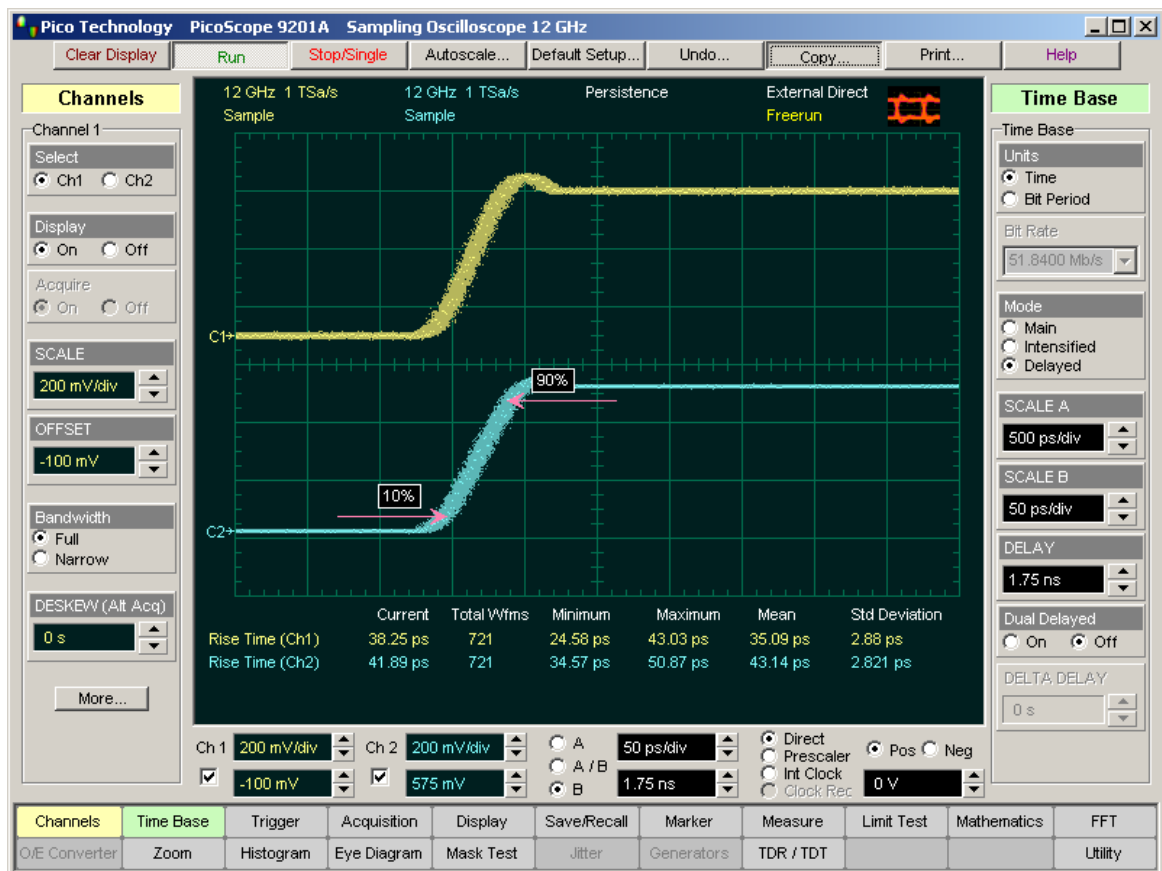 Pico Technology PicoScope 9201A Sampling Oscilloscope 12 GHz
Clear Display Run Stop/Single Autoscale... Default Setup... Undo... Copy... Print... Help
Channels
Channel 1
Select
Ch1 Ch2
Display
On Off
Acquire
On Off
SCALE
200 mV/div
OFFSET
-100 mV
Bandwidth
Full
Narrow
DESKEW (Alt Acq)
0 s
More...
12 GHz 1 TSa/s 12 GHz 1 TSa/s Persistence External Direct
Sample Sample Freerun
C1
90%
10%
C2
Current Total Wfms Minimum Maximum Mean Std Deviation
Rise Time (Ch1) 38.25 ps 721 24.58 ps 43.03 ps 35.09 ps 2.88 ps
Rise Time (Ch2) 41.89 ps 721 34.57 ps 50.87 ps 43.14 ps 2.821 ps
Time Base
Time Base
Units
Time
Bit Period
Bit Rate
51.8400 Mb/s
Mode
Main
Intensified
Delayed
SCALE A
500 ps/div
SCALE B
50 ps/div
DELAY
1.75 ns
Dual Delayed
On Off
DELTA DELAY
0 s
Ch 1 200 mV/div Ch 2 200 mV/div A 50 ps/div Direct
Prescaler Pos Neg
A / B Int Clock
-100 mV 575 mV B 1.75 ns Clock Rec 0 V
Channels Time Base Trigger Acquisition Display Save/Recall Marker Measure Limit Test Mathematics FFT
O/E Converter Zoom Histogram Eye Diagram Mask Test Jitter Generators TDR / TDT Utility